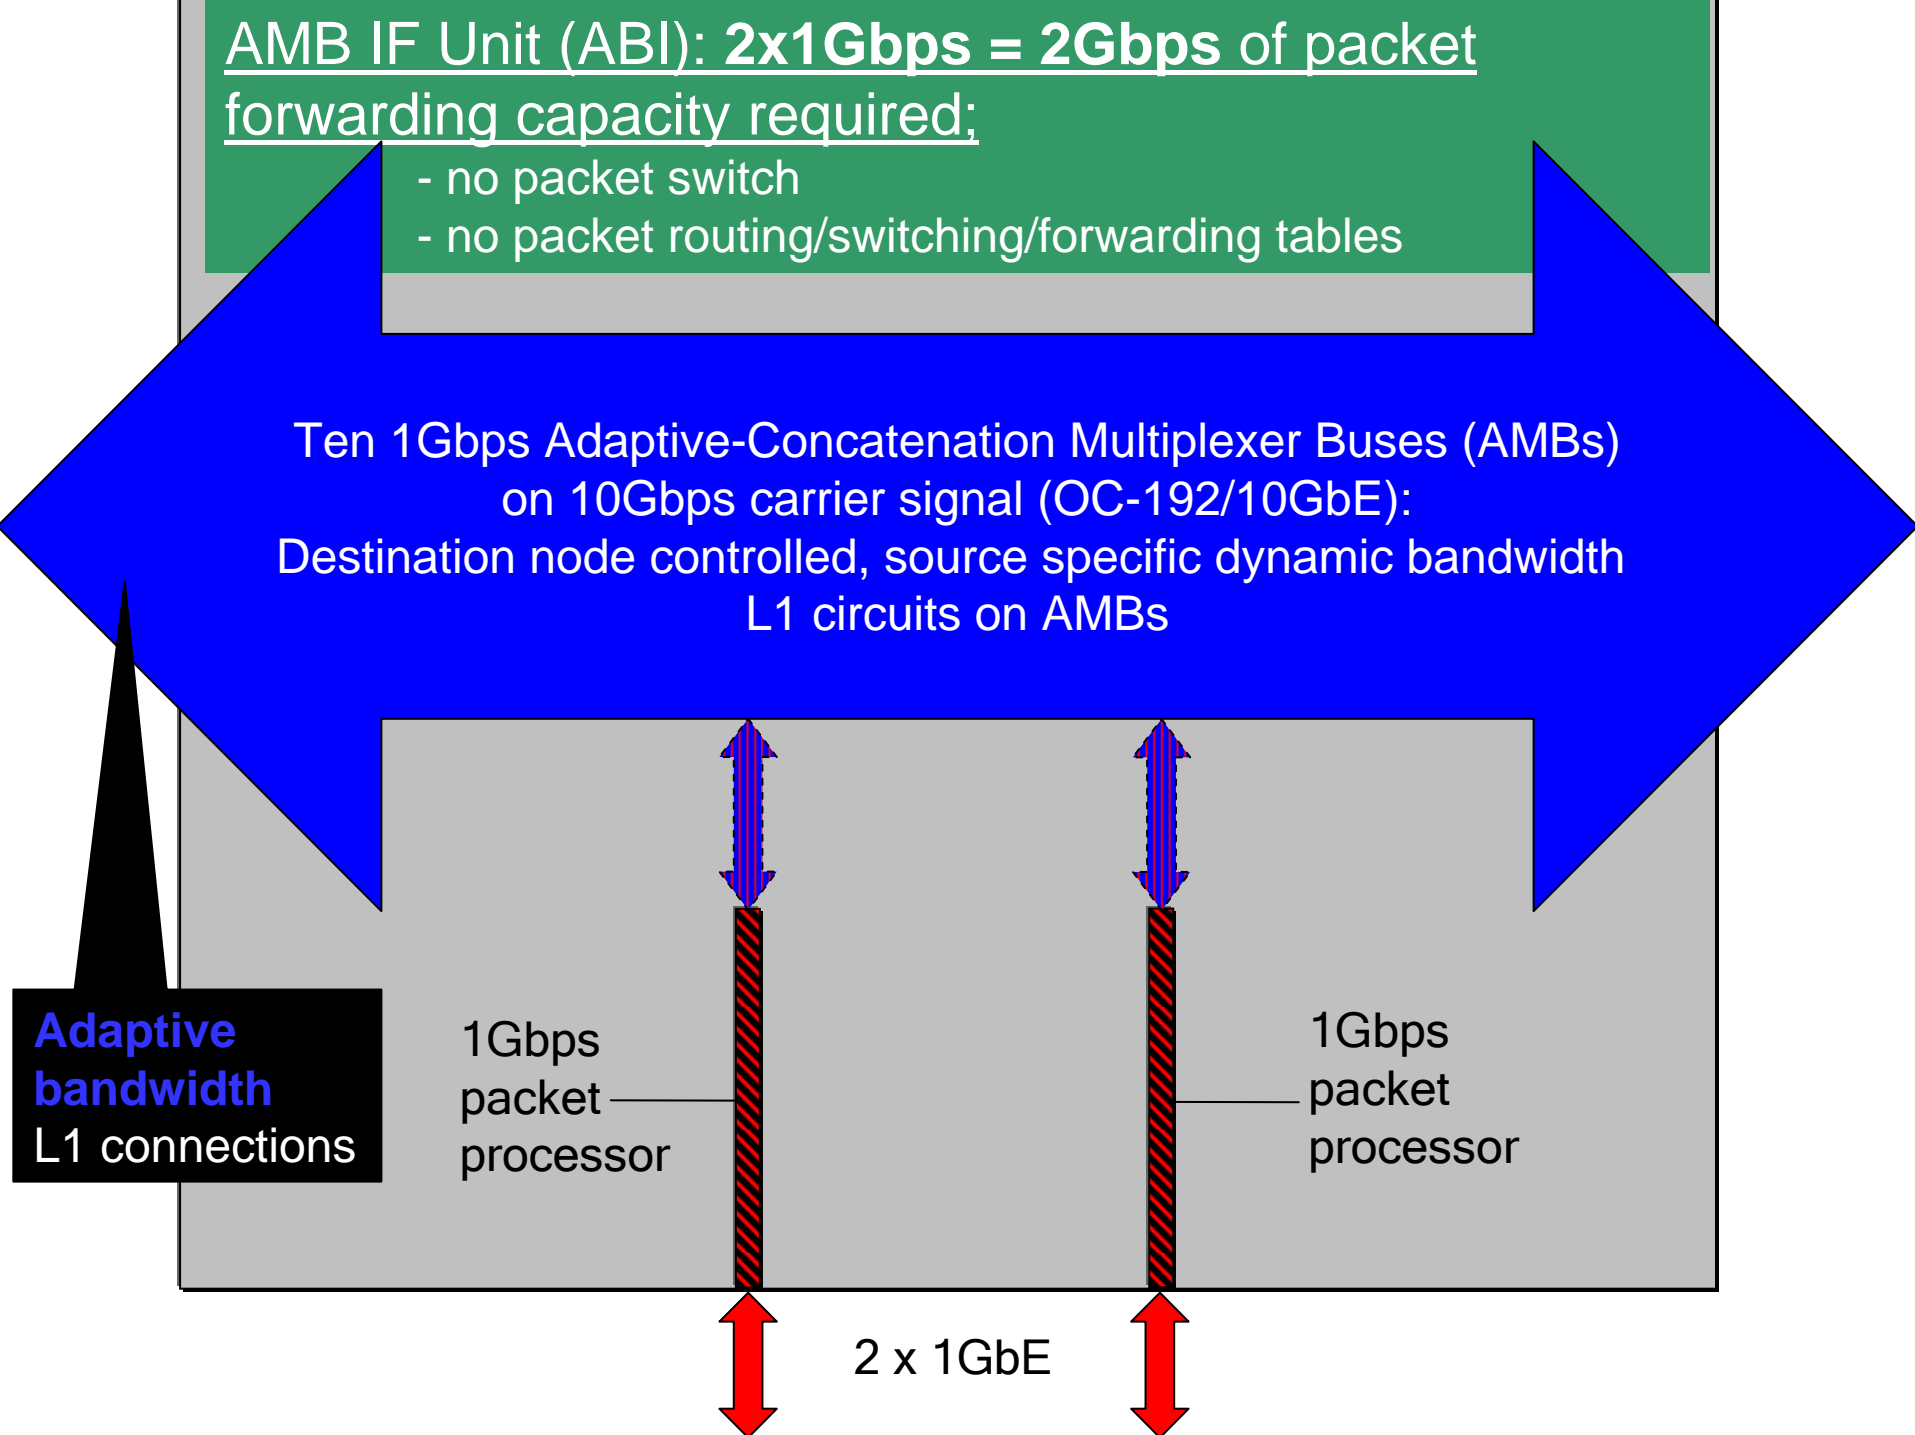 AMB IF Unit (ABI): 2x1Gbps = 2Gbps of packet
forwarding capacity required;
- no packet switch
- no packet routing/switching/forwarding tables
Ten 1Gbps Adaptive-Concatenation Multiplexer Buses (AMBs)
on 10Gbps carrier signal (OC-192/10GbE):
Destination node controlled, source specific dynamic bandwidth
L1 circuits on AMBs
Adaptive
bandwidth
L1 connections
1Gbps
packet
processor
1Gbps
packet
processor
2 x 1GbE